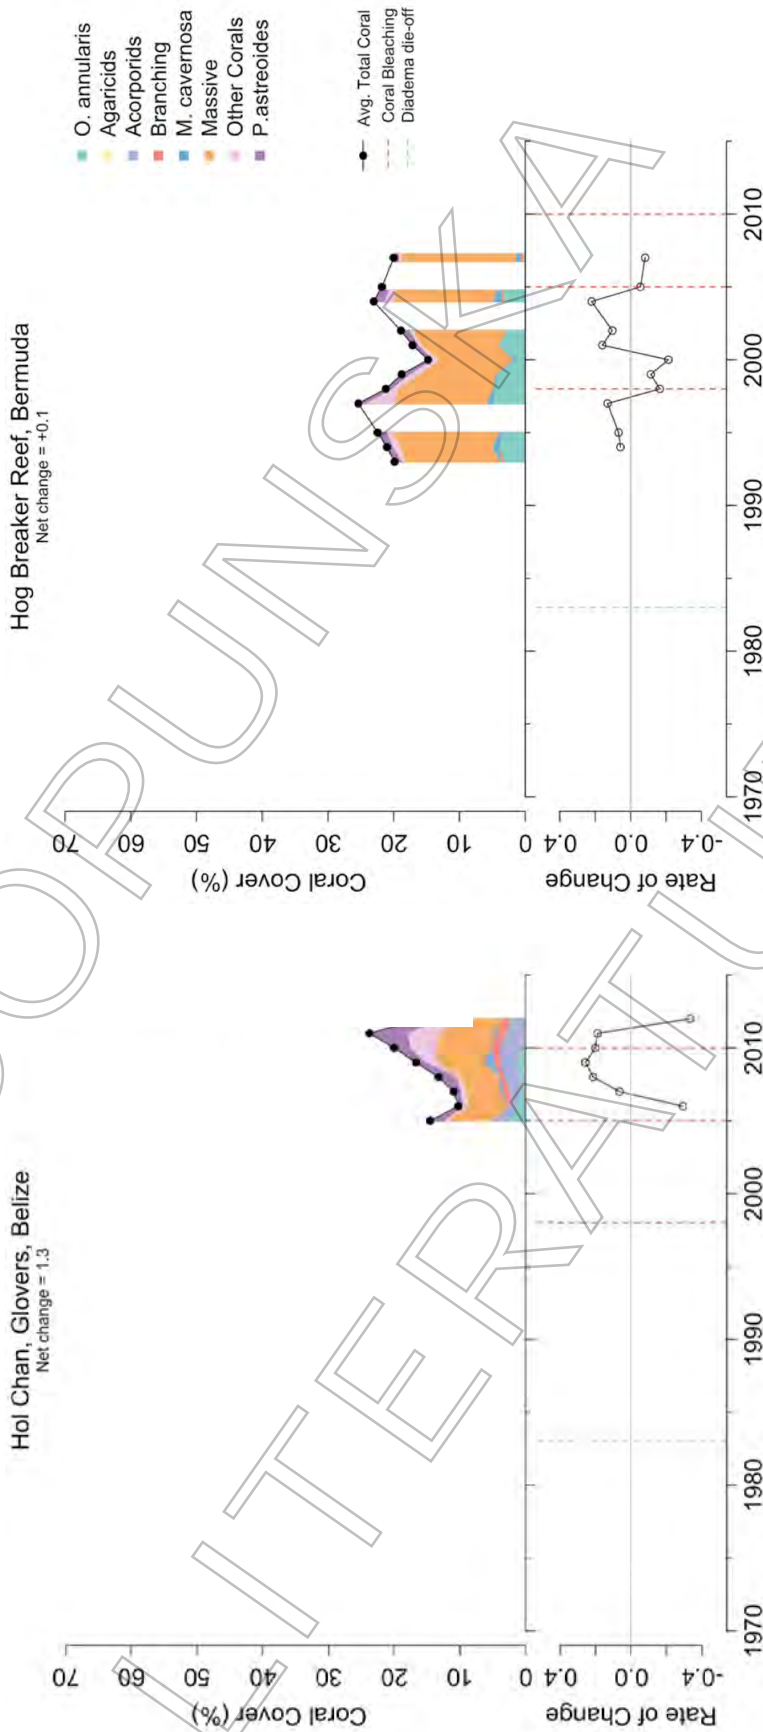 Hol Chan, Glovers, Belize
Net change = 1.3
70
60
50
40
30
20
10
0
Coral Cover (%)
0.4
0.0
-0.4
Rate of Change
1970
1980
1990
2000
2010
Hog Breaker Reef, Bermuda
Net change = +0.1
70
60
50
40
30
20
10
0
Coral Cover (%)
0.4
0.0
-0.4
Rate of Change
1970
1980
1990
2000
2010
O. annularis
Agaricids
Acorporids
Branching
M. cavernosa
Massive
Other Corals
P.astreoides
Avg. Total Coral
Coral Bleaching
Diadema die-off
OPUNSKA
LITERATU